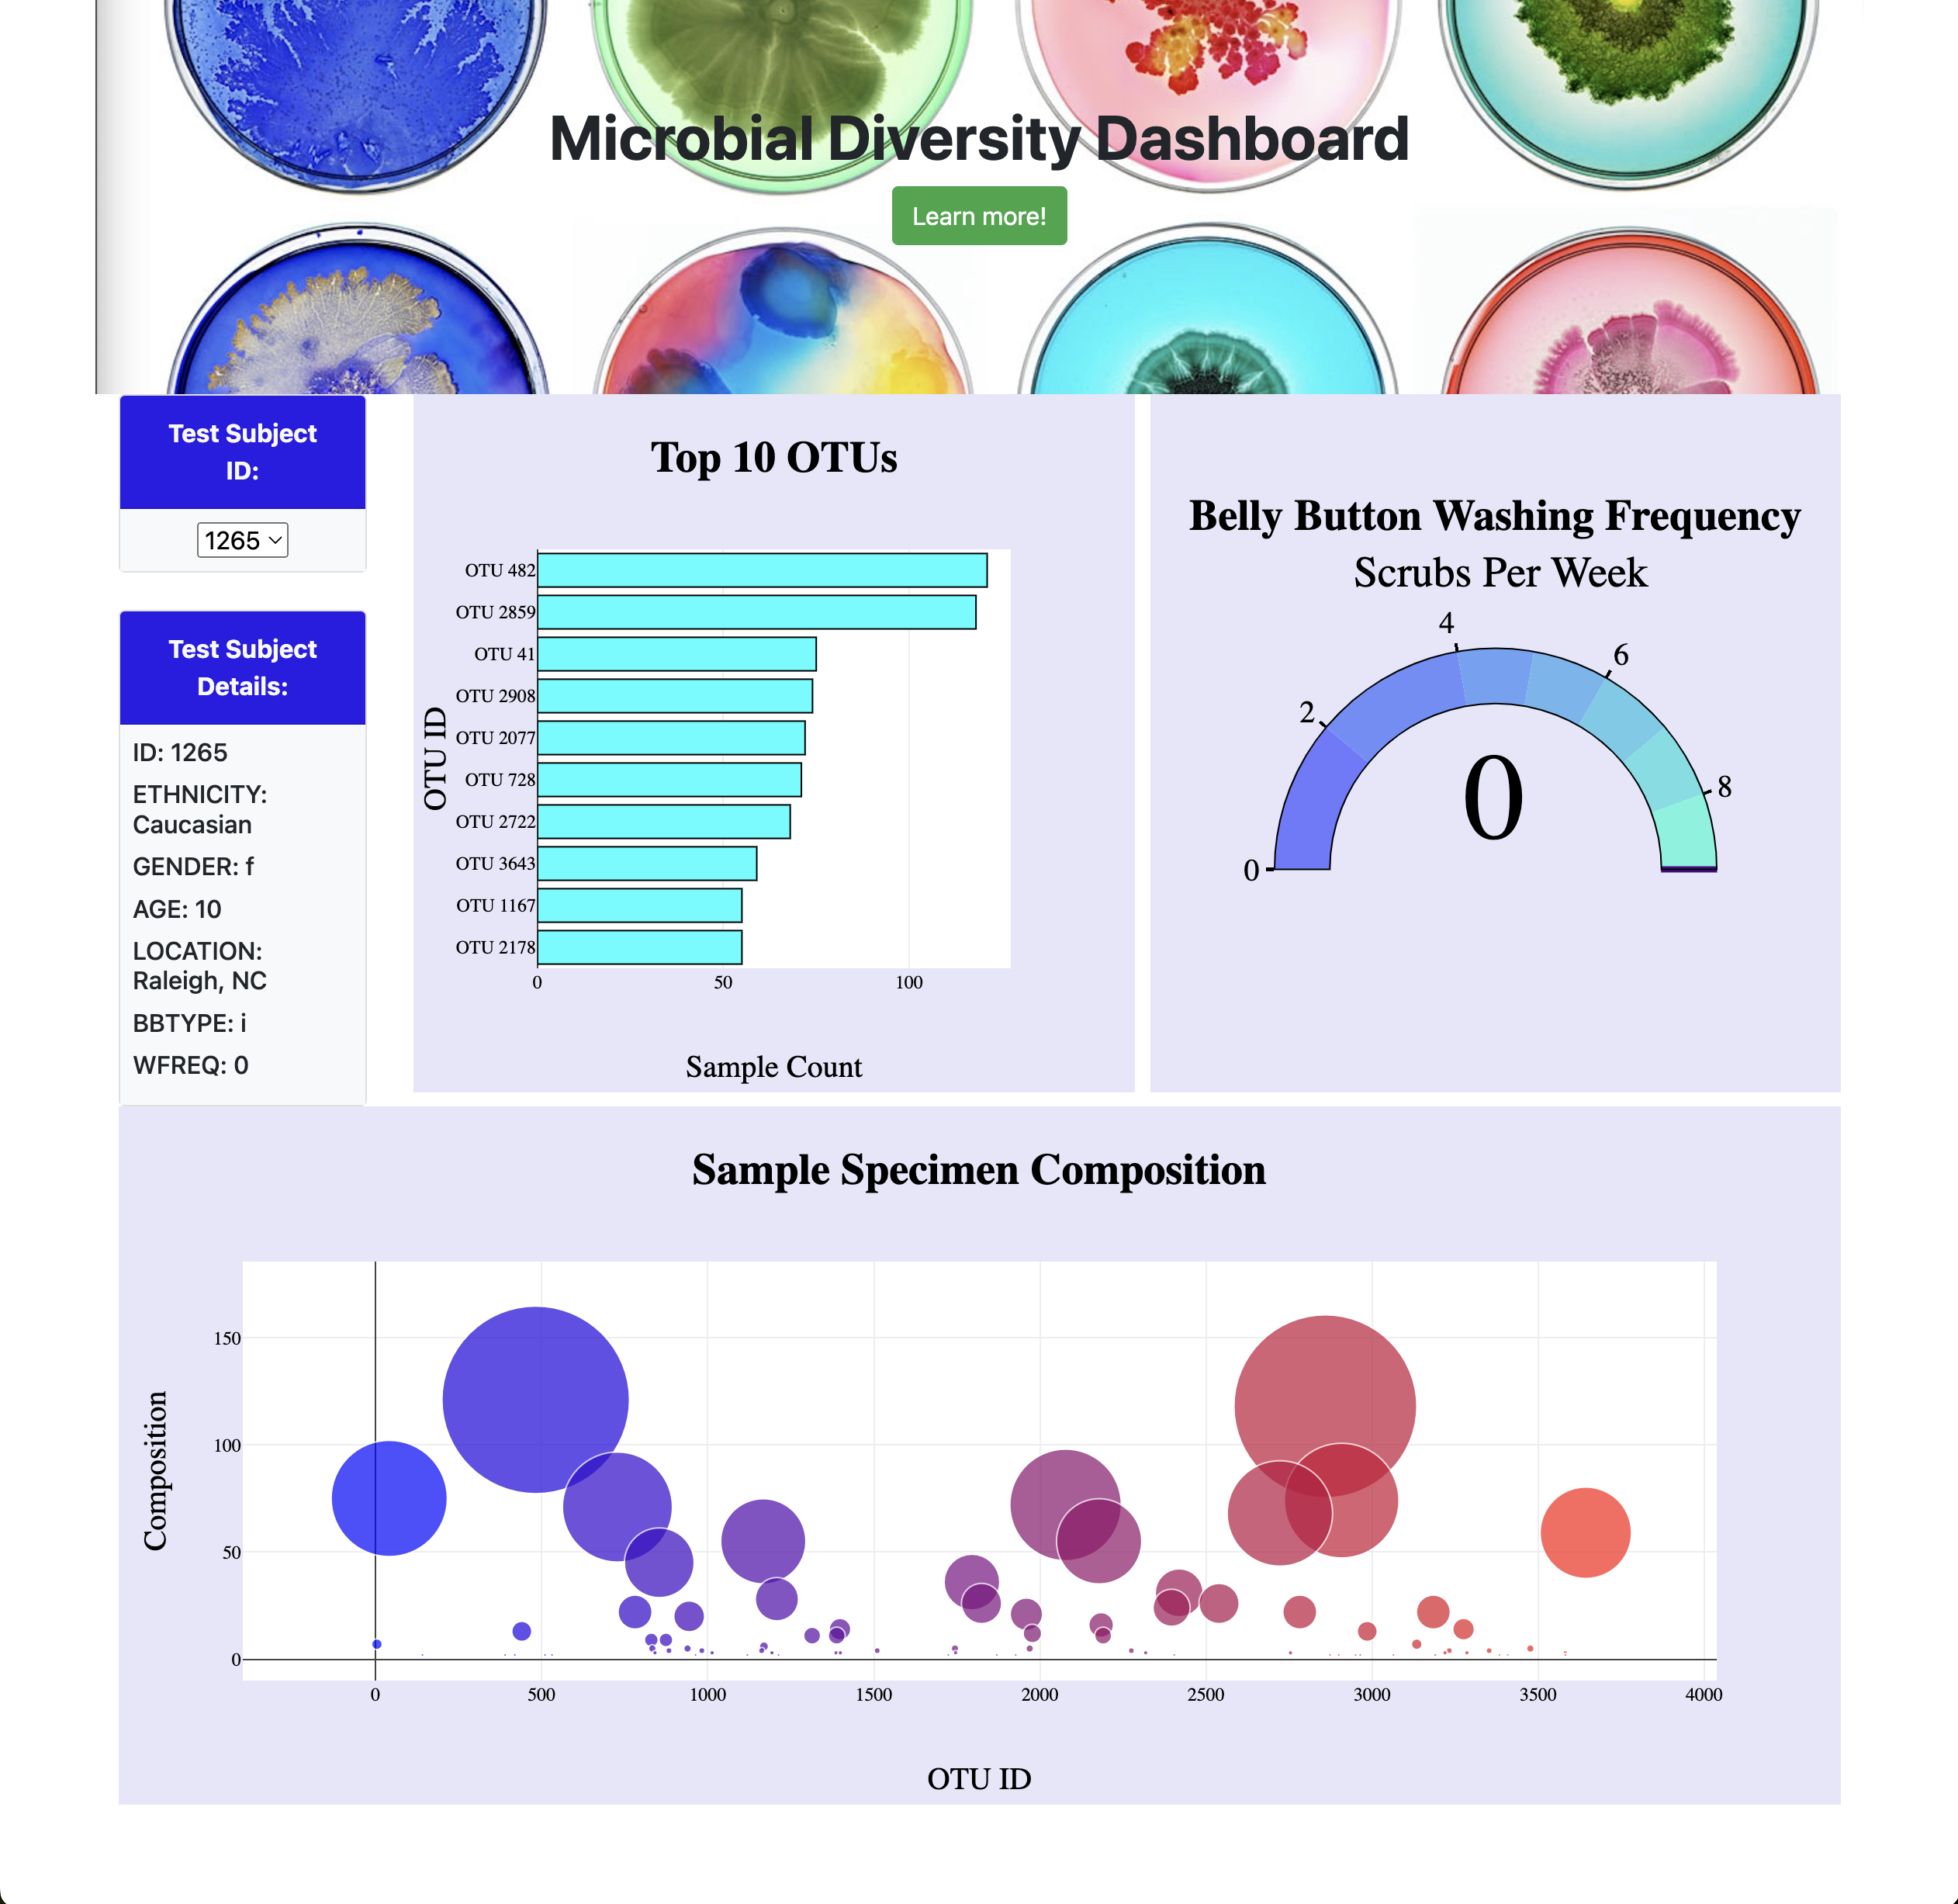 Microbial Diversity Dashboard
Learn more!
Test Subject
ID:
1265
Test Subject
Details:
ID: 1265
ETHNICITY:
Caucasian
GENDER: f
AGE: 10
LOCATION:
Raleigh, NC
BBTYPE: i
WFREQ: 0
Top 10 OTUs
OTU ID
OTU 482
OTU 2859
OTU 41
OTU 2908
OTU 2077
OTU 728
OTU 2722
OTU 3643
OTU 1167
OTU 2178
0 50 100
Sample Count
Belly Button Washing Frequency
Scrubs Per Week
0 2 4 6 8
0
Sample Specimen Composition
Composition
150
100
50
0
0 500 1000 1500 2000 2500 3000 3500 4000
OTU ID